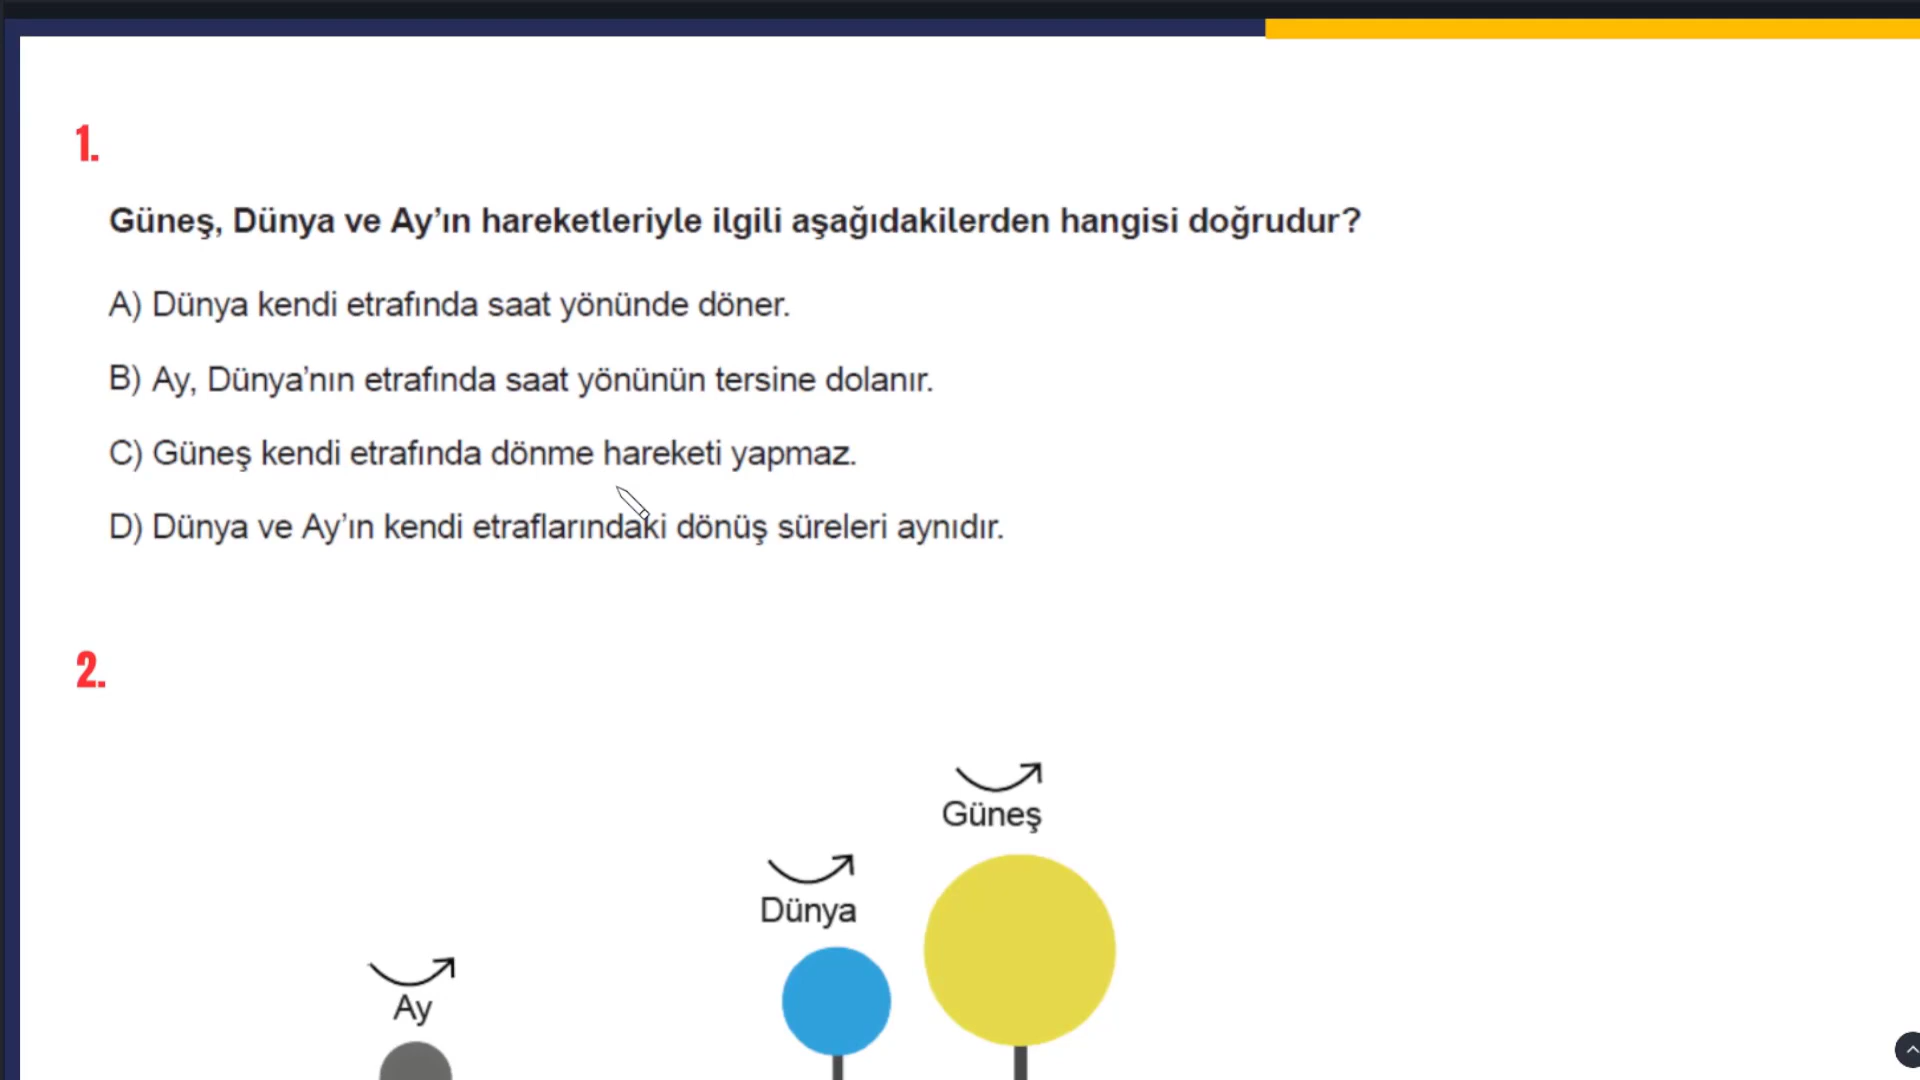 1.
Güneş, Dünya ve Ay’ın hareketleriyle ilgili aşağıdakilerden hangisi doğrudur?
A) Dünya kendi etrafında saat yönünde döner.
B) Ay, Dünya’nın etrafında saat yönünün tersine dolanır.
C) Güneş kendi etrafında dönme hareketi yapmaz.
D) Dünya ve Ay’ın kendi etraflarındaki dönüş süreleri aynıdır.
2.
Güneş
Dünya
Ay